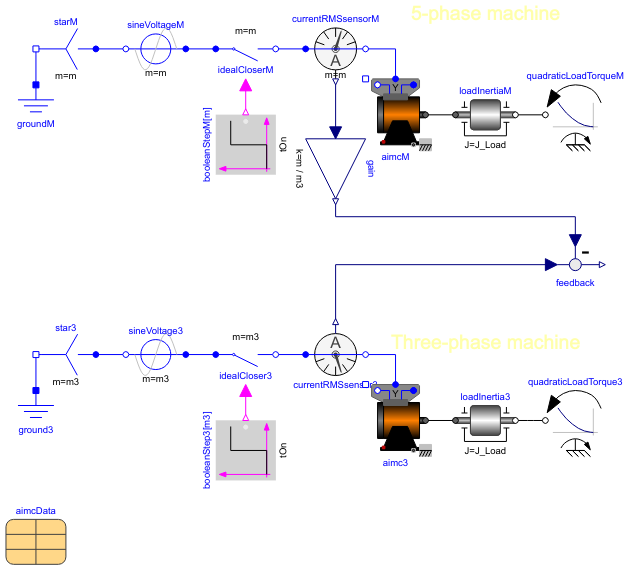 5-phase machine
starM
sineVoltageM
m=m
currentRMSsensorM
A
m=m
m=m
idealCloserM
m=m
groundM
booleanStepM[m]
tOn
k=m / m3
gain
Y
aimcM
loadInertiaM
J=J_Load
quadraticLoadTorqueM
-
feedback
Three-phase machine
star3
sineVoltage3
m=m3
A
m=m3
m=m3
idealCloser3
currentRMSsensor3
ground3
booleanStep3[m3]
tOn
Y
aimc3
loadInertia3
J=J_Load
quadraticLoadTorque3
aimcData